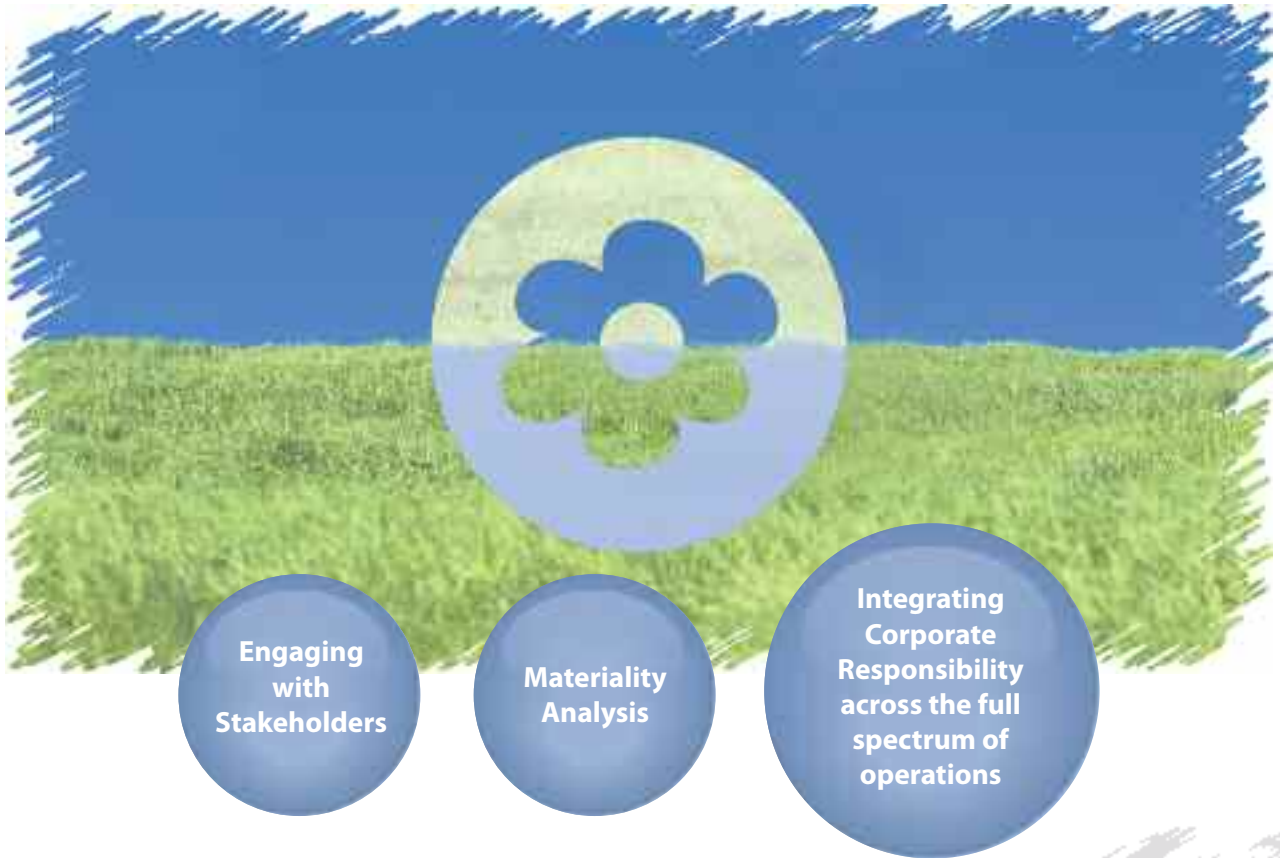 Engaging
with
Stakeholders
Materiality
Analysis
Integrating
Corporate
Responsibility
across the full
spectrum of
operations